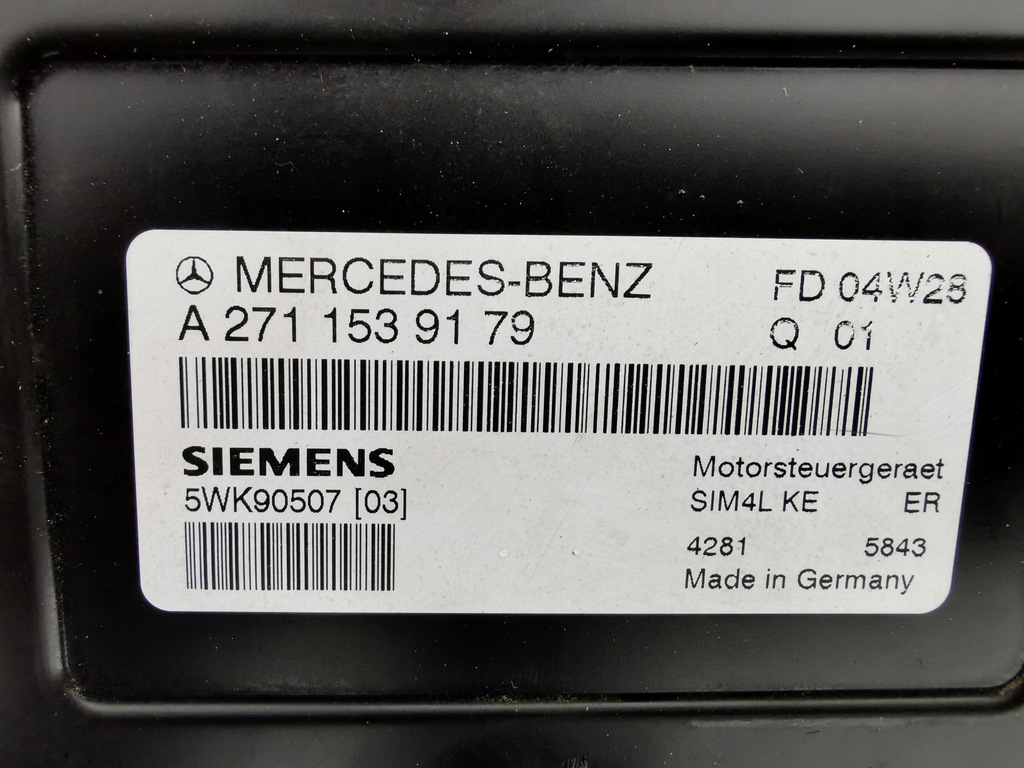 MERCEDES-BENZ FD 04W28
A 271 153 91 79 Q 01
SIEMENS Motorsteuergeraet
5WK90507 [03] SIM4L KE ER
4281 5843
Made in Germany